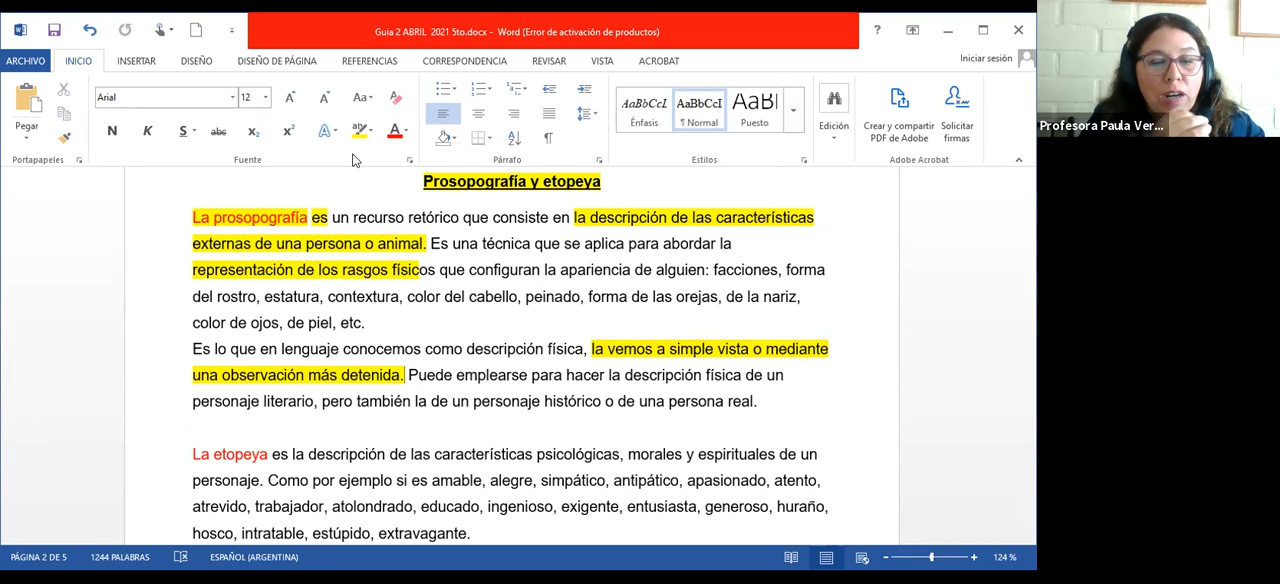 Guia 2 ABRIL 2021 5to.docx - Word (Error de activación de productos)
?
ARCHIVO INICIO INSERTAR DISEÑO DISEÑO DE PÁGINA REFERENCIAS CORRESPONDENCIA REVISAR VISTA ACROBAT Iniciar sesión
Arial 12 Aa
Pegar
N K S abc x₂ x² A A
AaBbCcL AaBbCcI AaBl
Énfasis ¶ Normal Puesto
Edición
Crear y compartir PDF de Adobe
Solicitar firmas
Portapapeles Fuente Párrafo Estilos Adobe Acrobat
Profesora Paula Ver...
Prosopografía y etopeya
La prosopografía es un recurso retórico que consiste en la descripción de las características
externas de una persona o animal. Es una técnica que se aplica para abordar la
representación de los rasgos físicos que configuran la apariencia de alguien: facciones, forma
del rostro, estatura, contextura, color del cabello, peinado, forma de las orejas, de la nariz,
color de ojos, de piel, etc.
Es lo que en lenguaje conocemos como descripción física, la vemos a simple vista o mediante
una observación más detenida. Puede emplearse para hacer la descripción física de un
personaje literario, pero también la de un personaje histórico o de una persona real.
La etopeya es la descripción de las características psicológicas, morales y espirituales de un
personaje. Como por ejemplo si es amable, alegre, simpático, antipático, apasionado, atento,
atrevido, trabajador, atolondrado, educado, ingenioso, exigente, entusiasta, generoso, huraño,
hosco, intratable, estúpido, extravagante.
PÁGINA 2 DE 5 1244 PALABRAS ESPAÑOL (ARGENTINA) 124 %